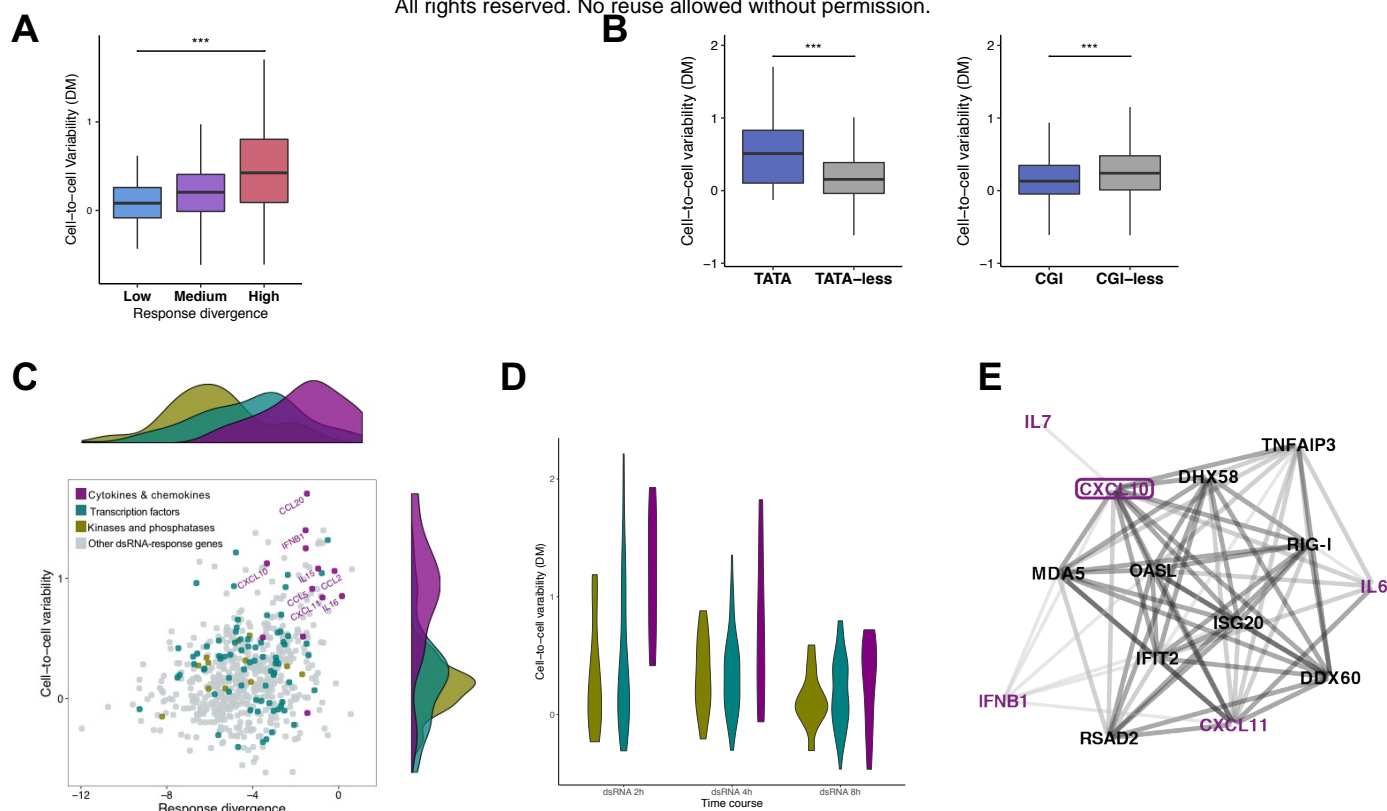 All rights reserved. No reuse allowed without permission.
A
***
Cell-to-cell Variability (DM)
1
0
Low Medium High
Response divergence
B
***
Cell-to-cell variability (DM)
2
1
0
-1
TATA TATA-less
***
Cell-to-cell variability (DM)
2
1
0
-1
CGI CGI-less
C
Cytokines & chemokines
Transcription factors
Kinases and phosphatases
Other dsRNA-response genes
CCL20
IFNB1
CXCL10
IL15
CCL2
CCL5
CXCL11
IL16
Cell-to-cell variability
1
0
-12 -8 -4 0
Response divergence
D
Cell-to-cell varaibility (DM)
2
1
0
dsRNA 2h dsRNA 4h dsRNA 8h
Time course
E
IL7
TNFAIP3
DHX58
CXCL10
RIG-I
MDA5
OASL
IL6
ISG20
IFIT2
DDX60
IFNB1
CXCL11
RSAD2